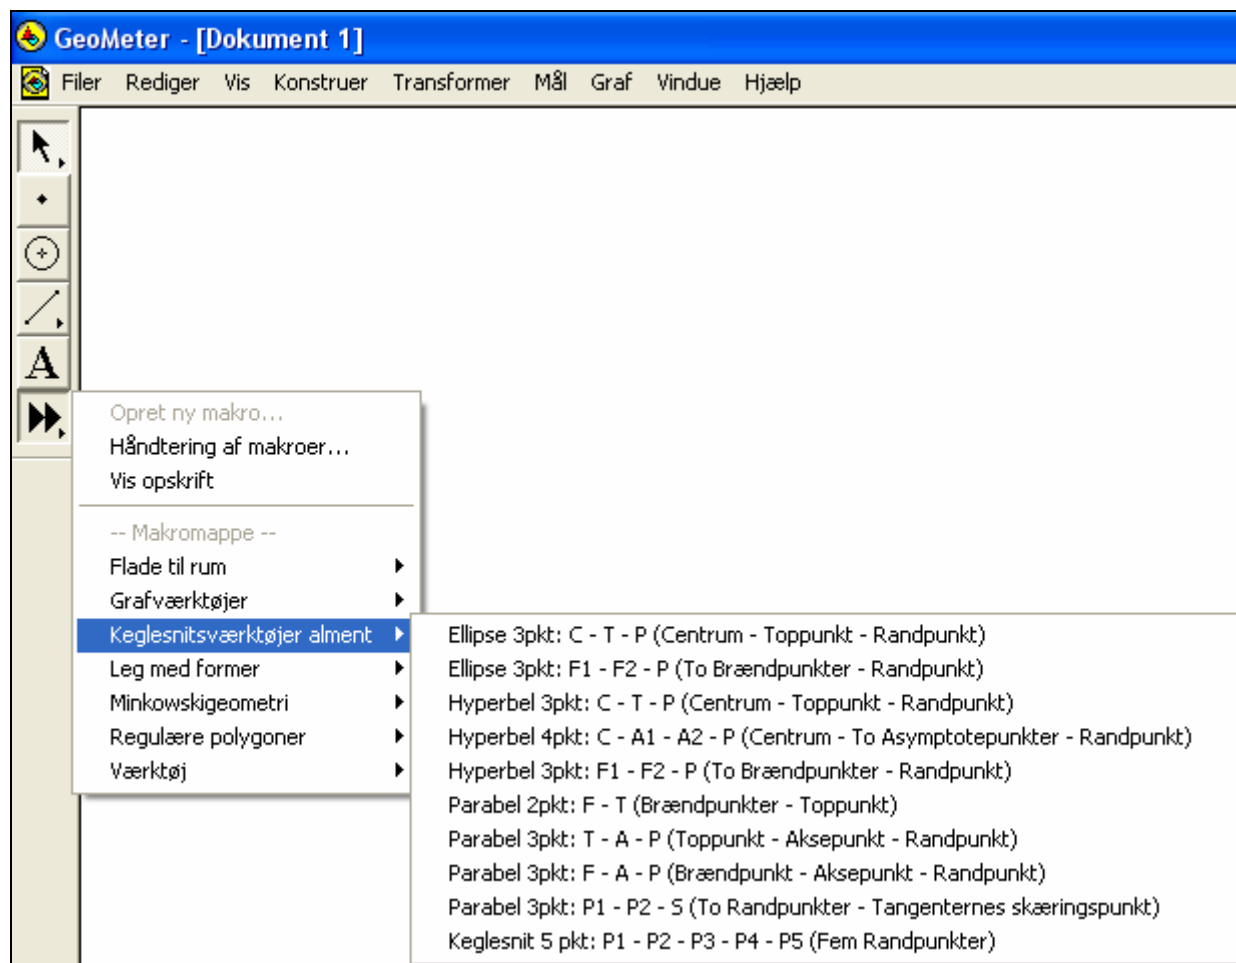 GeoMeter - [Dokument 1]
Filer Rediger Vis Konstruer Transformer Mål Graf Vindue Hjælp
A
Opret ny makro...
Håndtering af makroer...
Vis opskrift
-- Makromappe --
Flade til rum
Grafværktøjer
Keglesnitsværktøjer alment
Leg med former
Minkowskigeometri
Regulære polygoner
Værktøj
Ellipse 3pkt: C - T - P (Centrum - Toppunkt - Randpunkt)
Ellipse 3pkt: F1 - F2 - P (To Brændpunkter - Randpunkt)
Hyperbel 3pkt: C - T - P (Centrum - Toppunkt - Randpunkt)
Hyperbel 4pkt: C - A1 - A2 - P (Centrum - To Asymptotepunkter - Randpunkt)
Hyperbel 3pkt: F1 - F2 - P (To Brændpunkter - Randpunkt)
Parabel 2pkt: F - T (Brændpunkter - Toppunkt)
Parabel 3pkt: T - A - P (Toppunkt - Aksepunkt - Randpunkt)
Parabel 3pkt: F - A - P (Brændpunkt - Aksepunkt - Randpunkt)
Parabel 3pkt: P1 - P2 - S (To Randpunkter - Tangenternes skæringspunkt)
Keglesnit 5 pkt: P1 - P2 - P3 - P4 - P5 (Fem Randpunkter)